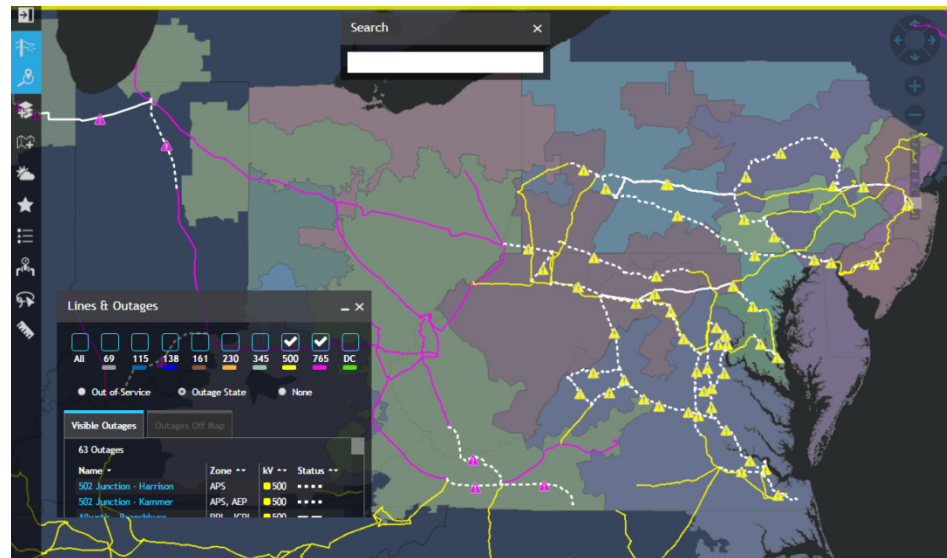 Search ×
Lines & Outages – ×
All 69 115 138 161 230 345 500 765 DC
Out of Service Outage State None
Visible Outages Outages Off Map
63 Outages
Name Zone kV Status
502 Junction - Harrison APS 500
502 Junction - Kammer APS, AEP 500
500